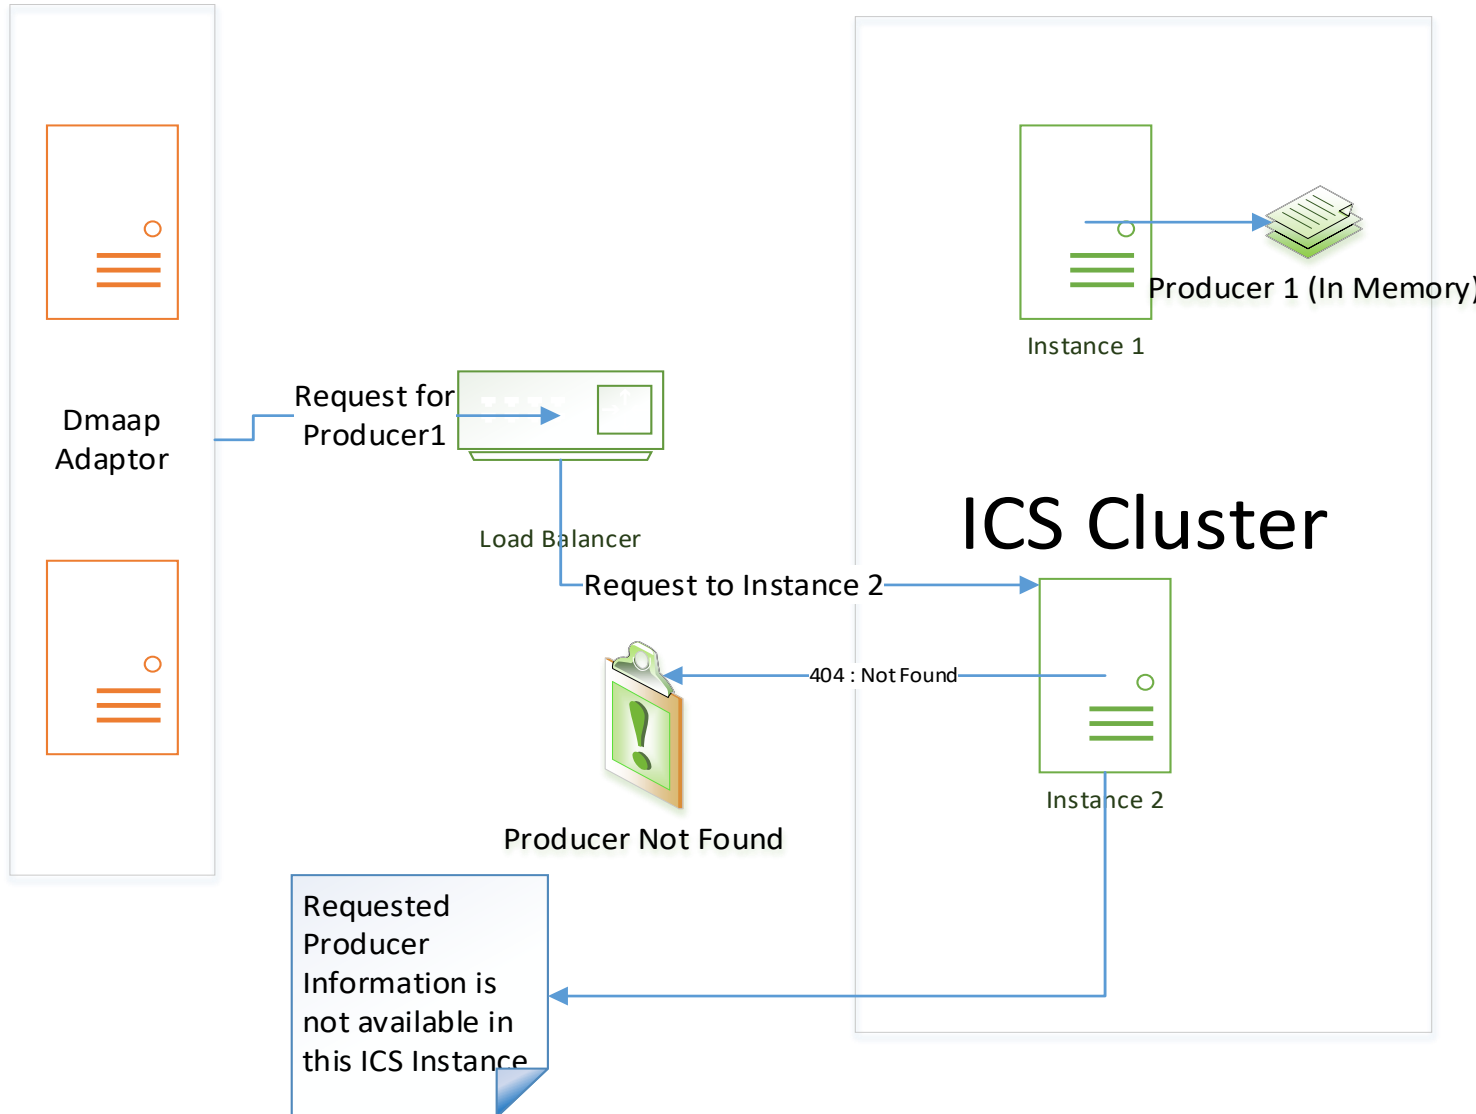 Producer 1 (In Memory)
Instance 1
Request for
Producer1
Dmaap
Adaptor
Load Balancer
ICS Cluster
Request to Instance 2
404 : Not Found
Instance 2
Producer Not Found
Requested
Producer
Information is
not available in
this ICS Instance